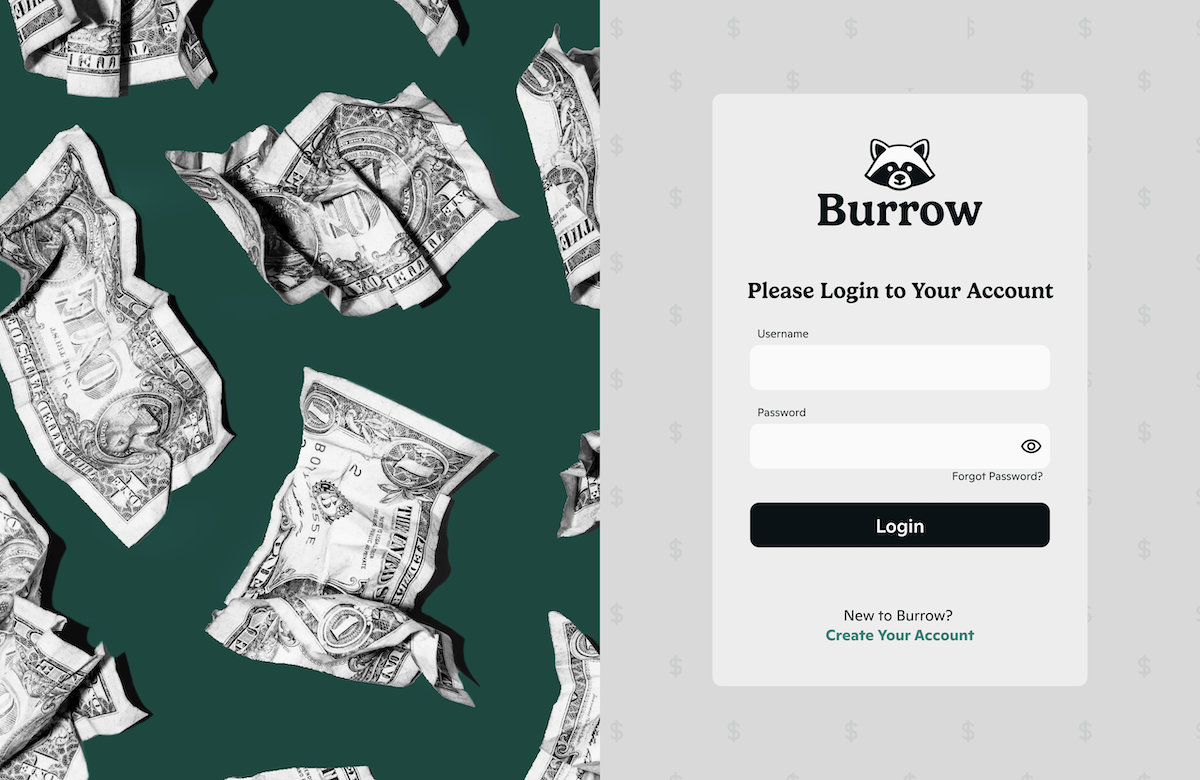 Burrow
Please Login to Your Account
Username
Password
Forgot Password?
Login
New to Burrow?
Create Your Account